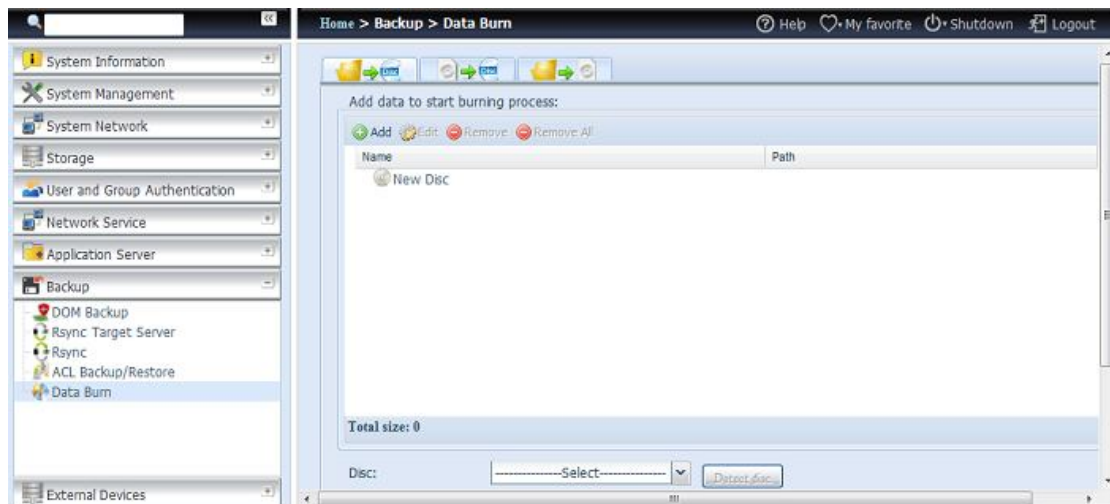 Home > Backup > Data Burn
Help My favorite Shutdown Logout
System Information
System Management
System Network
Storage
User and Group Authentication
Network Service
Application Server
Backup
DOM Backup
Rsync Target Server
Rsync
ACL Backup/Restore
Data Burn
External Devices
Add data to start burning process:
Add Edit Remove Remove All
Name Path
New Disc
Total size: 0
Disc: ---------------Select--------------- Detect disc